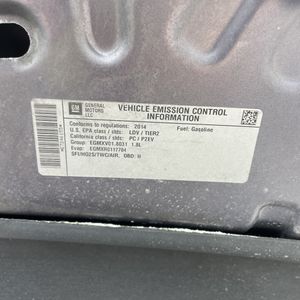 GM
GENERAL MOTORS LLC
VEHICLE EMISSION CONTROL INFORMATION
Conforms to regulations: 2014
Fuel: Gasoline
U.S. EPA class / stds: LDV / TIER2
California class / stds: PC / PZEV
Group: EGMXV01.8031 1.8L
Evap: EGMXR0117704
SFI/HO2S/TWC/AIR, OBD: II